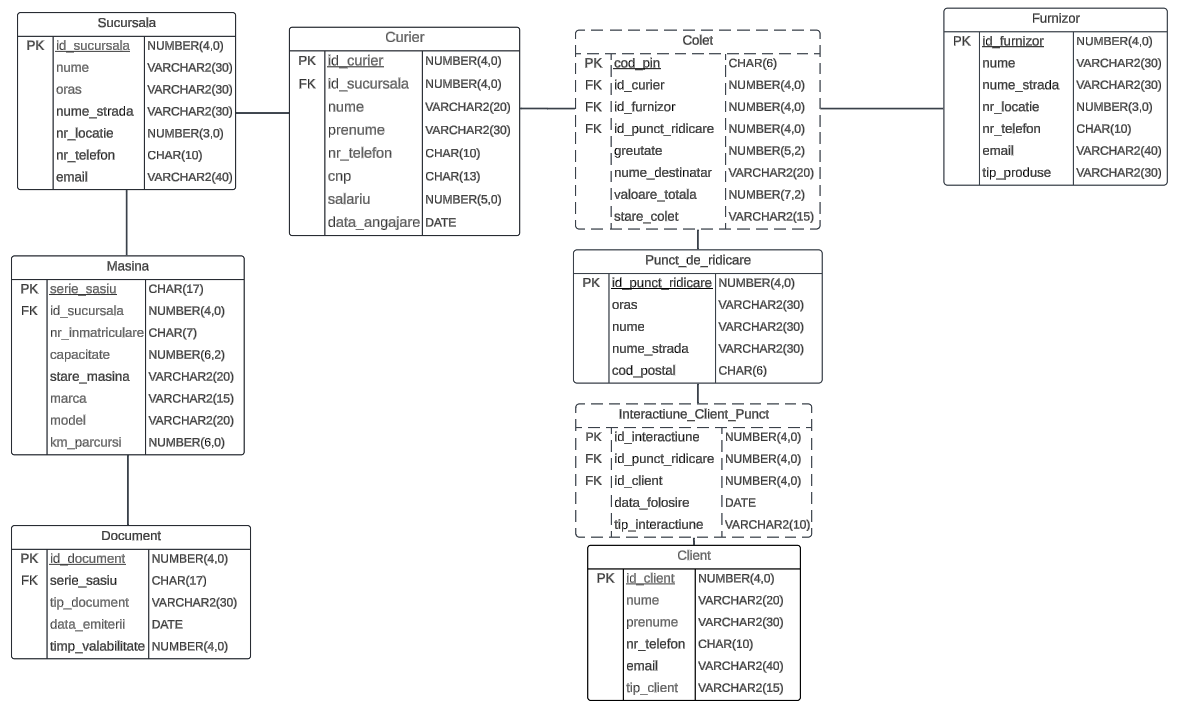 Sucursala
PK id_sucursala NUMBER(4,0)
nume VARCHAR2(30)
oras VARCHAR2(30)
nume_strada VARCHAR2(30)
nr_locatie NUMBER(3,0)
nr_telefon CHAR(10)
email VARCHAR2(40)
Curier
PK id_curier NUMBER(4,0)
FK id_sucursala NUMBER(4,0)
nume VARCHAR2(20)
prenume VARCHAR2(30)
nr_telefon CHAR(10)
cnp CHAR(13)
salariu NUMBER(5,0)
data_angajare DATE
Colet
PK cod_pin CHAR(6)
FK id_curier NUMBER(4,0)
FK id_furnizor NUMBER(4,0)
FK id_punct_ridicare NUMBER(4,0)
greutate NUMBER(5,2)
nume_destinatar VARCHAR2(20)
valoare_totala NUMBER(7,2)
stare_colet VARCHAR2(15)
Furnizor
PK id_furnizor NUMBER(4,0)
nume VARCHAR2(30)
nume_strada VARCHAR2(30)
nr_locatie NUMBER(3,0)
nr_telefon CHAR(10)
email VARCHAR2(40)
tip_produse VARCHAR2(30)
Masina
PK serie_sasiu CHAR(17)
FK id_sucursala NUMBER(4,0)
nr_inmatriculare CHAR(7)
capacitate NUMBER(6,2)
stare_masina VARCHAR2(20)
marca VARCHAR2(15)
model VARCHAR2(20)
km_parcursi NUMBER(6,0)
Punct_de_ridicare
PK id_punct_ridicare NUMBER(4,0)
oras VARCHAR2(30)
nume VARCHAR2(30)
nume_strada VARCHAR2(30)
cod_postal CHAR(6)
Interactiune_Client_Punct
PK id_interactiune NUMBER(4,0)
FK id_punct_ridicare NUMBER(4,0)
FK id_client NUMBER(4,0)
data_folosire DATE
tip_interactiune VARCHAR2(10)
Document
PK id_document NUMBER(4,0)
FK serie_sasiu CHAR(17)
tip_document VARCHAR2(30)
data_emiterii DATE
timp_valabilitate NUMBER(4,0)
Client
PK id_client NUMBER(4,0)
nume VARCHAR2(20)
prenume VARCHAR2(30)
nr_telefon CHAR(10)
email VARCHAR2(40)
tip_client VARCHAR2(15)